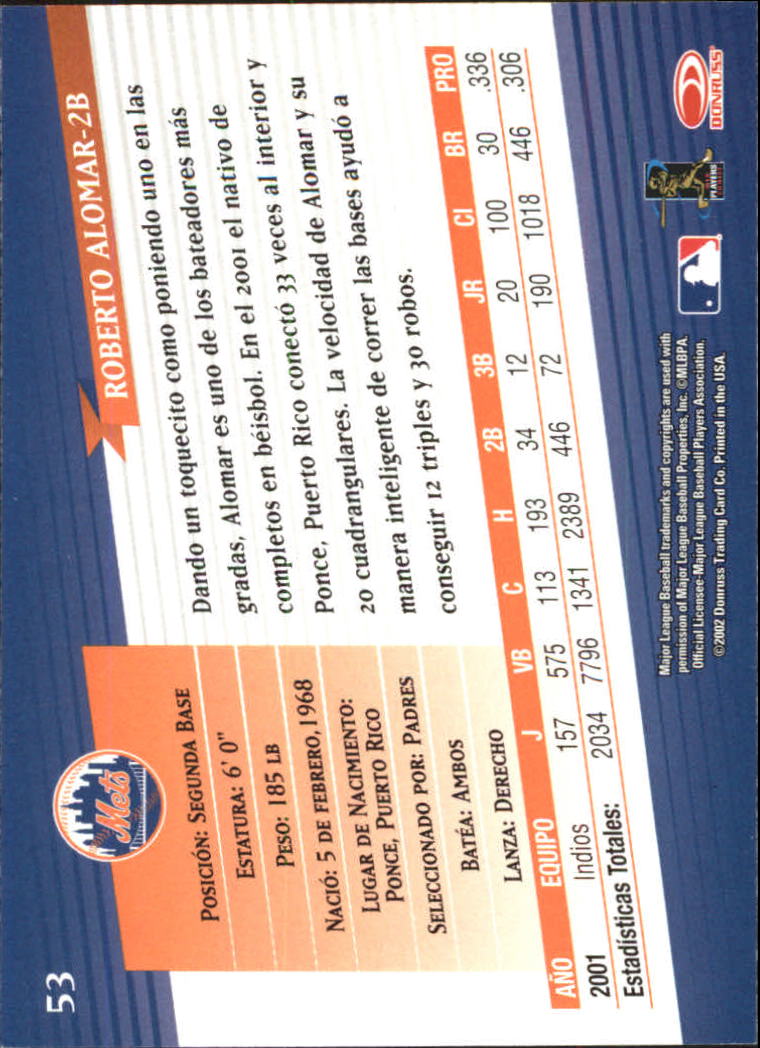 53
ROBERTO ALOMAR-2B
Mets
POSICIÓN: SEGUNDA BASE
ESTATURA: 6' 0"
PESO: 185 LB
NACIÓ: 5 DE FEBRERO, 1968
LUGAR DE NACIMIENTO:
PONCE, PUERTO RICO
SELECCIONADO POR: PADRES
BATÉA: AMBOS
LANZA: DERECHO
Dando un toquecito como poniendo uno en las
gradas, Alomar es uno de los bateadores más
completos en béisbol. En el 2001 el nativo de
Ponce, Puerto Rico conectó 33 veces al interior y
20 cuadrangulares. La velocidad de Alomar y su
manera inteligente de correr las bases ayudó a
conseguir 12 triples y 30 robos.
AÑO EQUIPO J VB C H 2B 3B JR CI BR PRO
2001 Indios 157 575 113 193 34 12 20 100 30 .336
Estadísticas Totales: 2034 7796 1341 2389 446 72 190 1018 446 .306
Major League Baseball trademarks and copyrights are used with
permission of Major League Baseball Properties, Inc. ©MLBPA.
Official Licensee-Major League Baseball Players Association.
©2002 Donruss Trading Card Co. Printed in the USA.
PLAYERS
DONRUSS